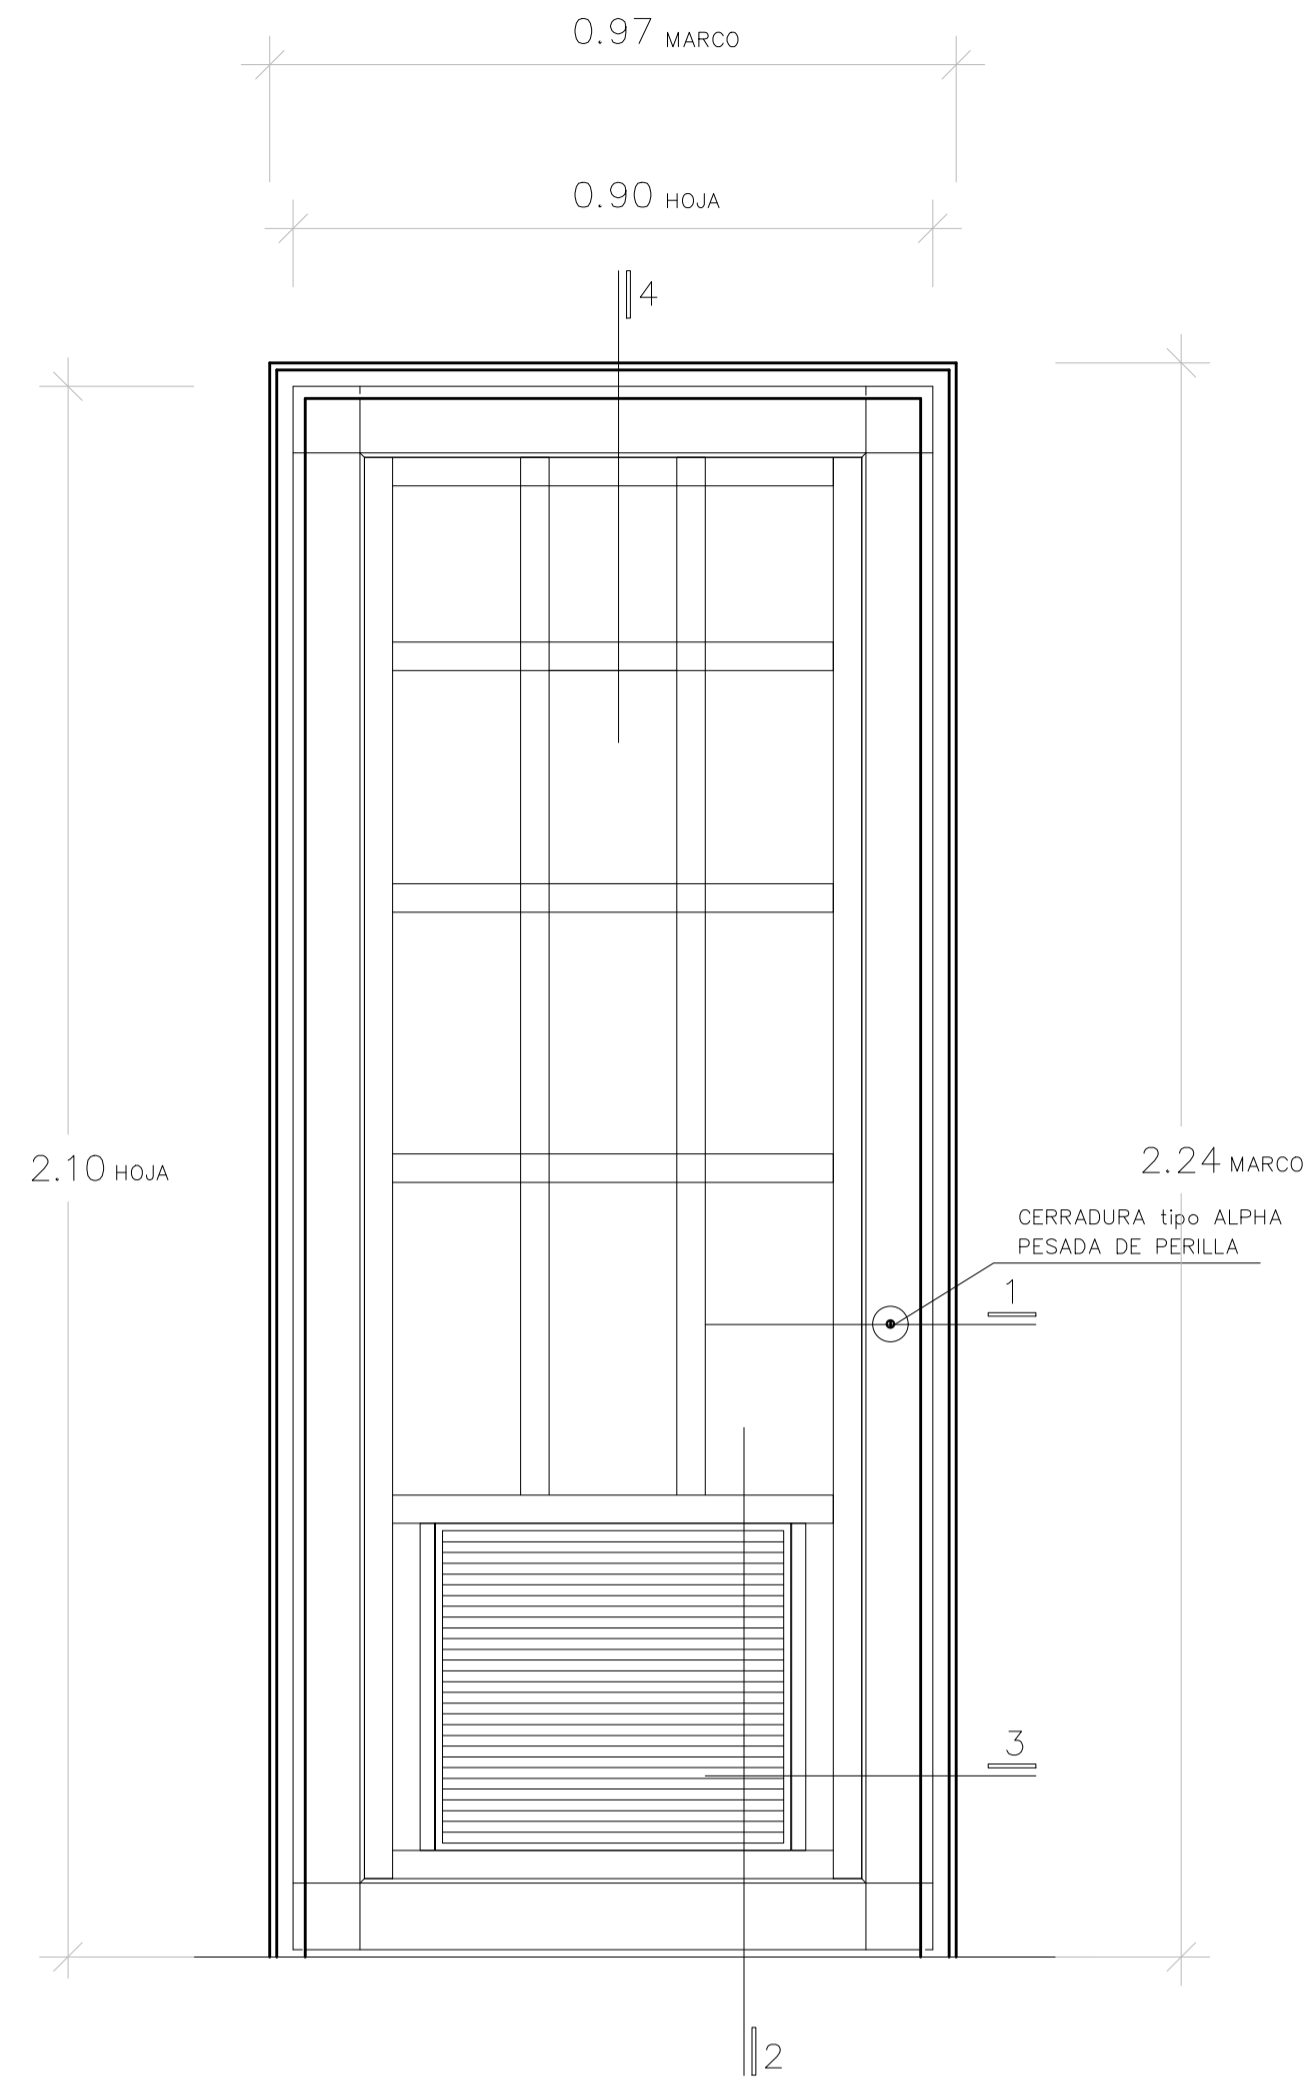 0.97 MARCO
0.90 HOJA
4
2.10 HOJA
2.24 MARCO
CERRADURA tipo ALPHA
PESADA DE PERILLA
1
3
2